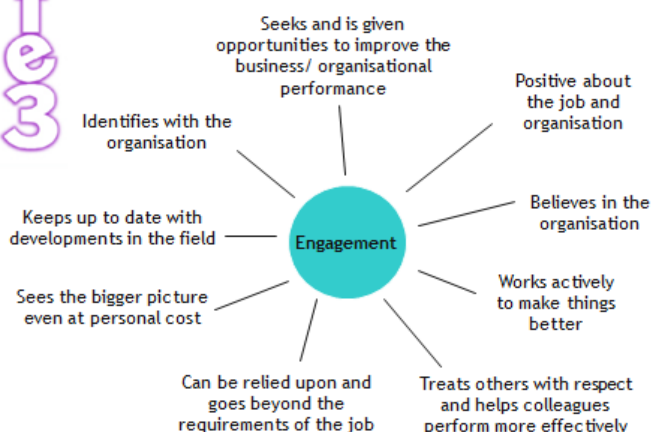 e3
Seeks and is given
opportunities to improve the
business/ organisational
performance
Positive about
the job and
organisation
Identifies with the
organisation
Believes in the
organisation
Keeps up to date with
developments in the field
Engagement
Works actively
to make things
better
Sees the bigger picture
even at personal cost
Can be relied upon and
goes beyond the
requirements of the job
Treats others with respect
and helps colleagues
perform more effectively